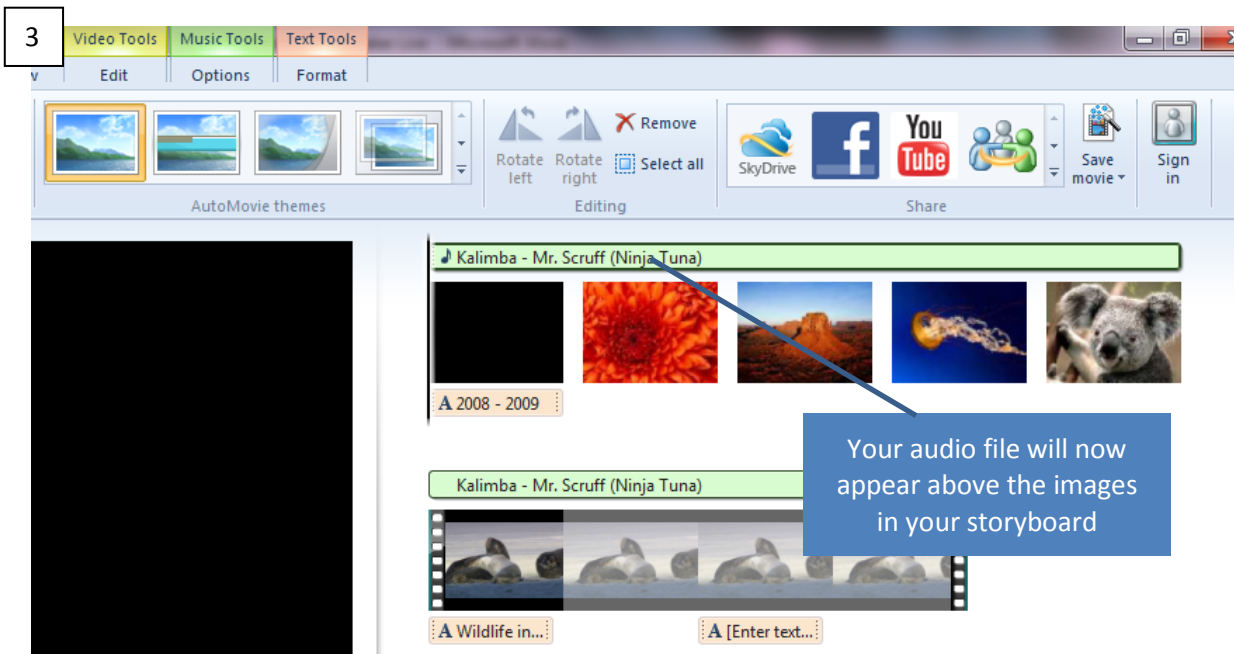 3
Video Tools Music Tools Text Tools
Edit Options Format
Rotate left
Rotate right
Remove
Select all
SkyDrive
f
You
Tube
Save
movie
Sign
in
AutoMovie themes
Editing
Share
Kalimba - Mr. Scruff (Ninja Tuna)
A 2008 - 2009
Your audio file will now
appear above the images
in your storyboard
Kalimba - Mr. Scruff (Ninja Tuna)
A Wildlife in...
A [Enter text...